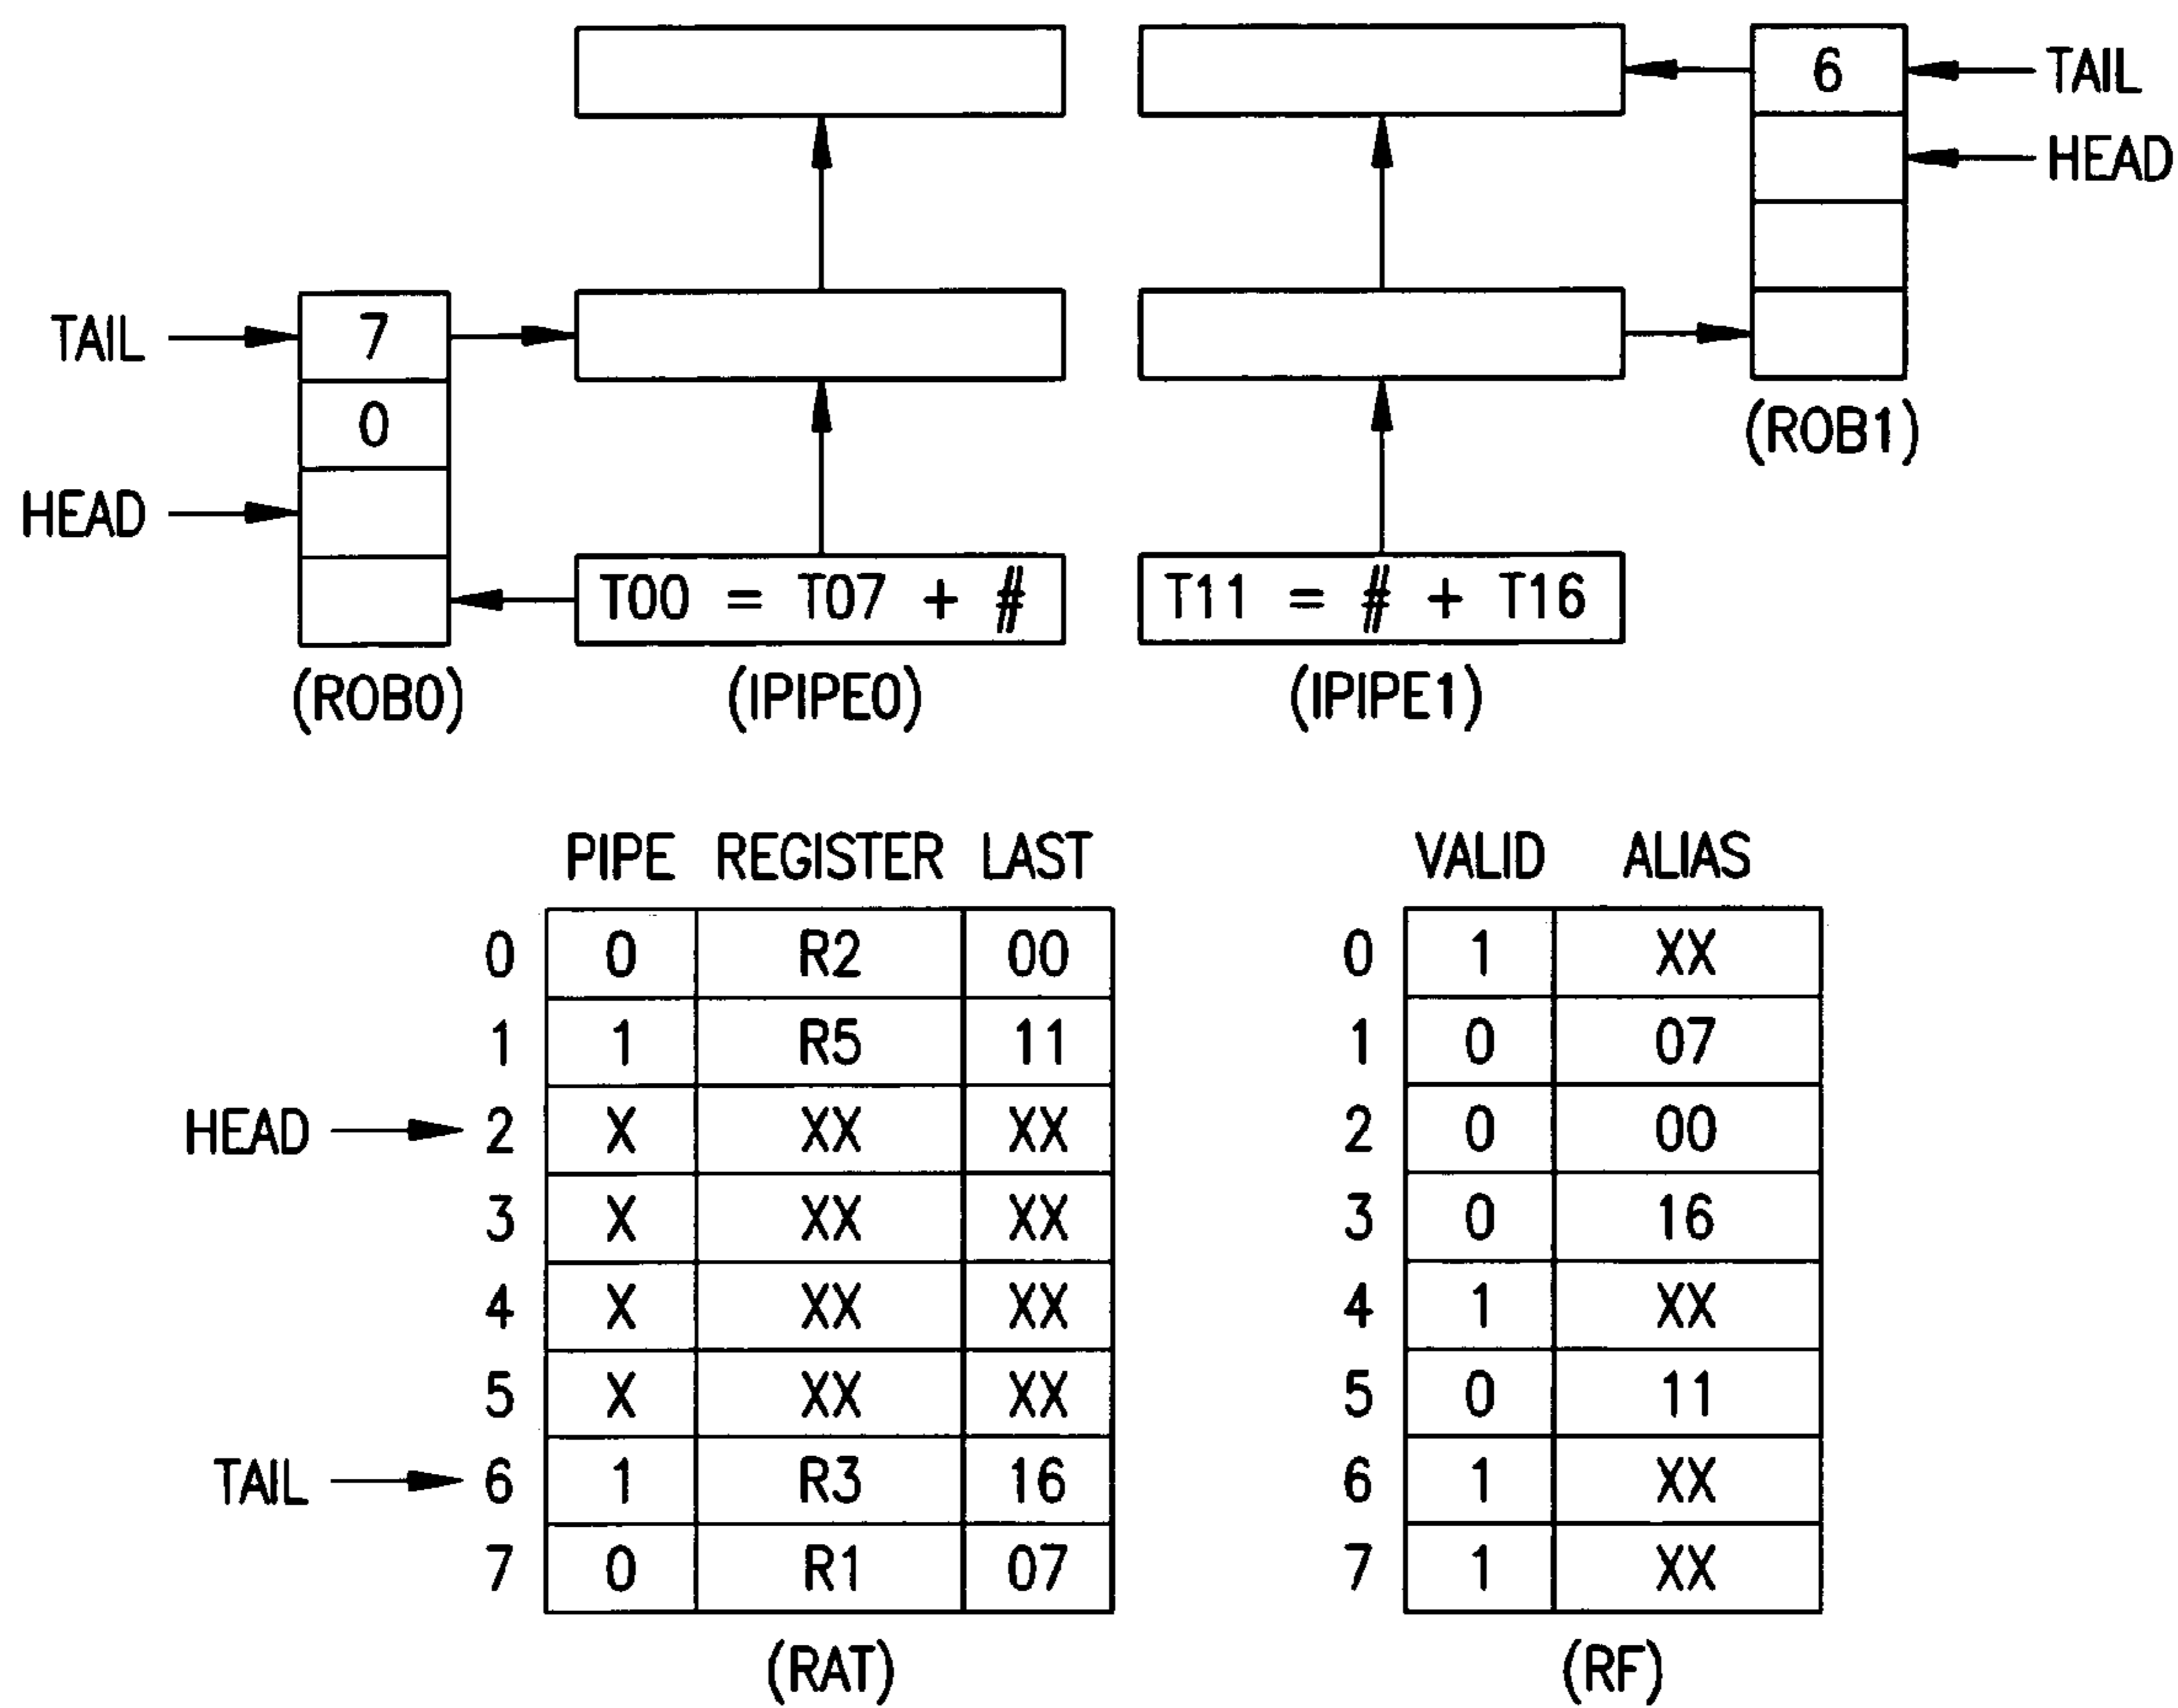 6 TAIL
HEAD
TAIL 7
0
(ROB1)
HEAD
T00 = T07 + # T11 = # + T16
(ROB0) (IPIPE0) (IPIPE1)
PIPE REGISTER LAST VALID ALIAS
0 0 R2 00 0 1 XX
1 1 R5 11 1 0 07
HEAD 2 X XX XX 2 0 00
3 X XX XX 3 0 16
4 X XX XX 4 1 XX
5 X XX XX 5 0 11
TAIL 6 1 R3 16 6 1 XX
7 0 R1 07 7 1 XX
(RAT) (RF)